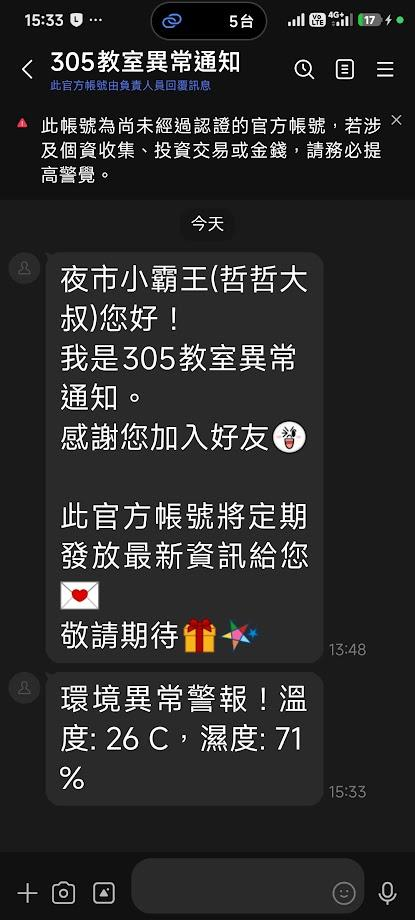 15:33
5台
VoLTE
4G+
17
305教室異常通知
此官方帳號由負責人員回覆訊息
此帳號為尚未經過認證的官方帳號，若涉
及個資收集、投資交易或金錢，請務必提
高警覺。
今天
夜市小霸王(哲哲大
叔)您好！
我是305教室異常
通知。
感謝您加入好友
此官方帳號將定期
發放最新資訊給您
敬請期待
13:48
環境異常警報！溫
度: 26 C，濕度: 71
%
15:33